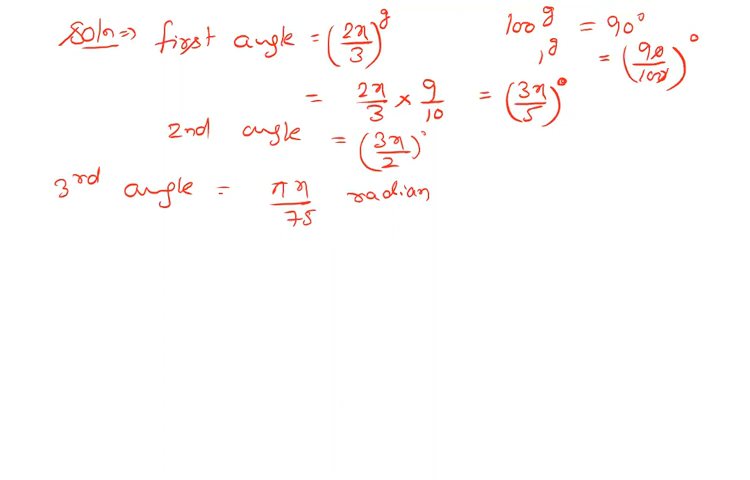 Soln ⇒ first angle = (2x/3)^g 100^g = 90°
1^g = (90/100)°
= 2x/3 × 9/10 = (3x/5)°
2nd angle = (3x/2)°
3rd angle = πx/75 radian